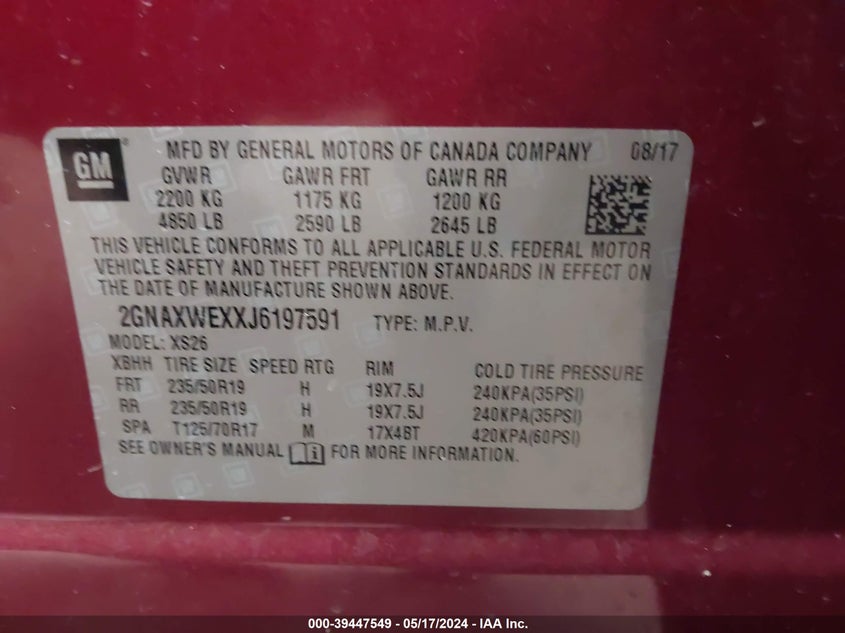 GM
MFD BY GENERAL MOTORS OF CANADA COMPANY 08/17
GVWR GAWR FRT GAWR RR
2200 KG 1175 KG 1200 KG
4850 LB 2590 LB 2645 LB
THIS VEHICLE CONFORMS TO ALL APPLICABLE U.S. FEDERAL MOTOR
VEHICLE SAFETY AND THEFT PREVENTION STANDARDS IN EFFECT ON
THE DATE OF MANUFACTURE SHOWN ABOVE.
2GNAXWEXXJ6197591 TYPE: M.P.V.
MODEL: XS26
XBHH TIRE SIZE SPEED RTG RIM COLD TIRE PRESSURE
FRT 235/50R19 H 19X7.5J 240KPA(35PSI)
RR 235/50R19 H 19X7.5J 240KPA(35PSI)
SPA T125/70R17 M 17X4BT 420KPA(60PSI)
SEE OWNER'S MANUAL i FOR MORE INFORMATION.
000-39447549 - 05/17/2024 - IAA Inc.